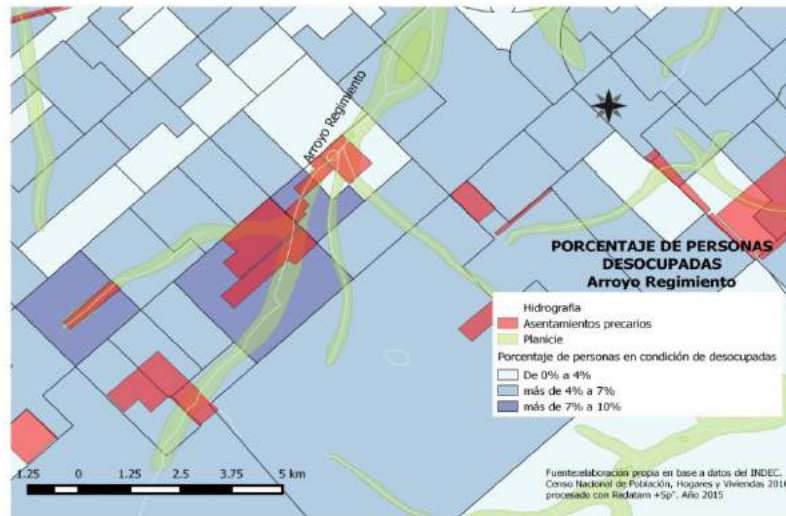 Arroyo Regimiento
PORCENTAJE DE PERSONAS
DESOCUPADAS
Arroyo Regimiento
Hidrografia
Asentamientos precarios
Planicie
Porcentaje de personas en condición de desocupadas
De 0% a 4%
más de 4% a 7%
más de 7% a 10%
1.25 0 1.25 2.5 3.75 5 km
Fuente:elaboración propia en base a datos del INDEC.
Censo Nacional de Población, Hogares y Viviendas 2010
procesado con Redatam +Sp". Año 2015